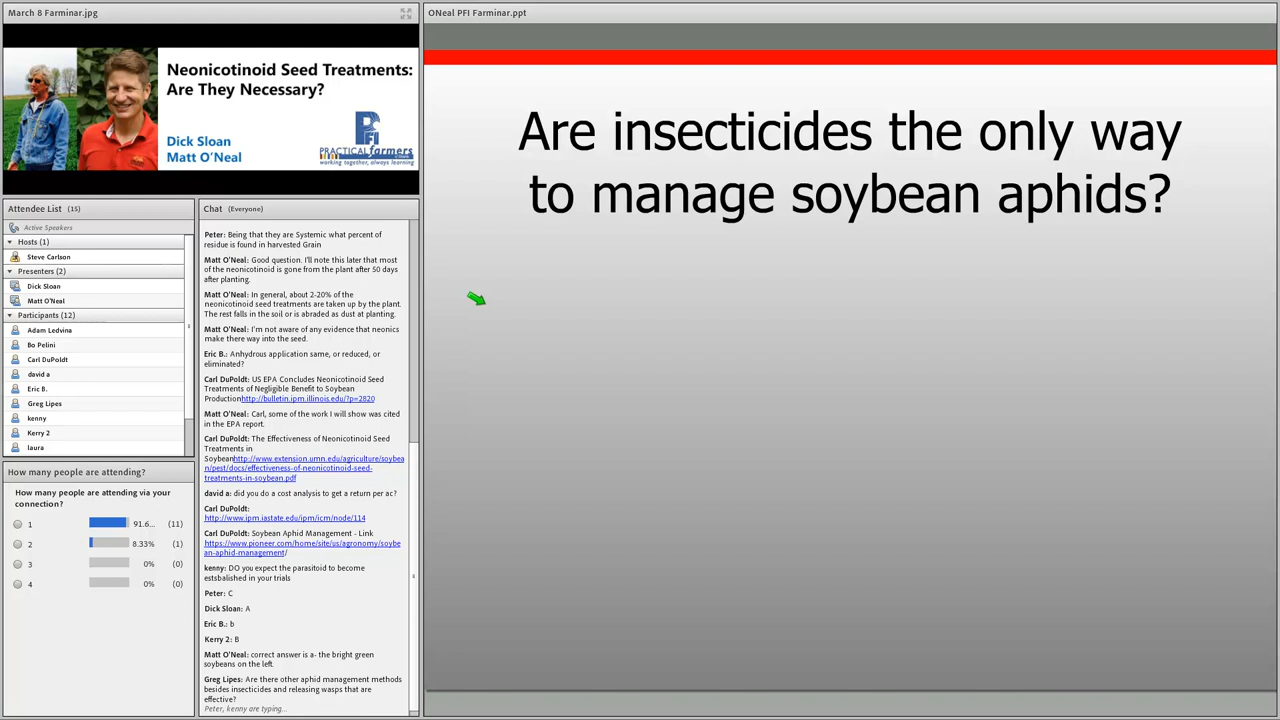 March 8 Farminar.jpg
Neonicotinoid Seed Treatments:
Are They Necessary?
Dick Sloan
Matt O'Neal
PFI
PRACTICAL farmers
working together, always learning
Attendee List (15)
Active Speakers
Hosts (1)
Steve Carlson
Presenters (2)
Dick Sloan
Matt O'Neal
Participants (12)
Adam Ledvina
Bo Pelini
Carl DuPoldt
david a
Eric B.
Greg Lipes
kenny
Kerry 2
laura
How many people are attending?
How many people are attending via your
connection?
1 91.6... (11)
2 8.33% (1)
3 0% (0)
4 0% (0)
Chat (Everyone)
Peter: Being that they are Systemic what percent of
residue is found in harvested Grain
Matt O'Neal: Good question. I'll note this later that most
of the neonicotinoid is gone from the plant after 50 days
after planting.
Matt O'Neal: In general, about 2-20% of the
neonicotinoid seed treatments are taken up by the plant.
The rest falls in the soil or is abraded as dust at planting.
Matt O'Neal: I'm not aware of any evidence that neonics
make there way into the seed.
Eric B.: Anhydrous application same, or reduced, or
eliminated?
Carl DuPoldt: US EPA Concludes Neonicotinoid Seed
Treatments of Negligible Benefit to Soybean
Productionhttp://bulletin.ipm.illinois.edu/?p=2820
Matt O'Neal: Carl, some of the work I will show was cited
in the EPA report.
Carl DuPoldt: The Effectiveness of Neonicotinoid Seed
Treatments in
Soybeanhttp://www.extension.umn.edu/agriculture/soybea
n/pest/docs/effectiveness-of-neonicotinoid-seed-
treatments-in-soybean.pdf
david a: did you do a cost analysis to get a return per ac?
Carl DuPoldt:
http://www.ipm.iastate.edu/ipm/icm/node/114
Carl DuPoldt: Soybean Aphid Management - Link
https://www.pioneer.com/home/site/us/agronomy/soybe
an-aphid-management/
kenny: DO you expect the parasitoid to become
estsbalished in your trials
Peter: C
Dick Sloan: A
Eric B.: b
Kerry 2: B
Matt O'Neal: correct answer is a- the bright green
soybeans on the left.
Greg Lipes: Are there other aphid management methods
besides insecticides and releasing wasps that are
effective?
Peter, kenny are typing...
ONeal PFI Farminar.ppt
Are insecticides the only way
to manage soybean aphids?